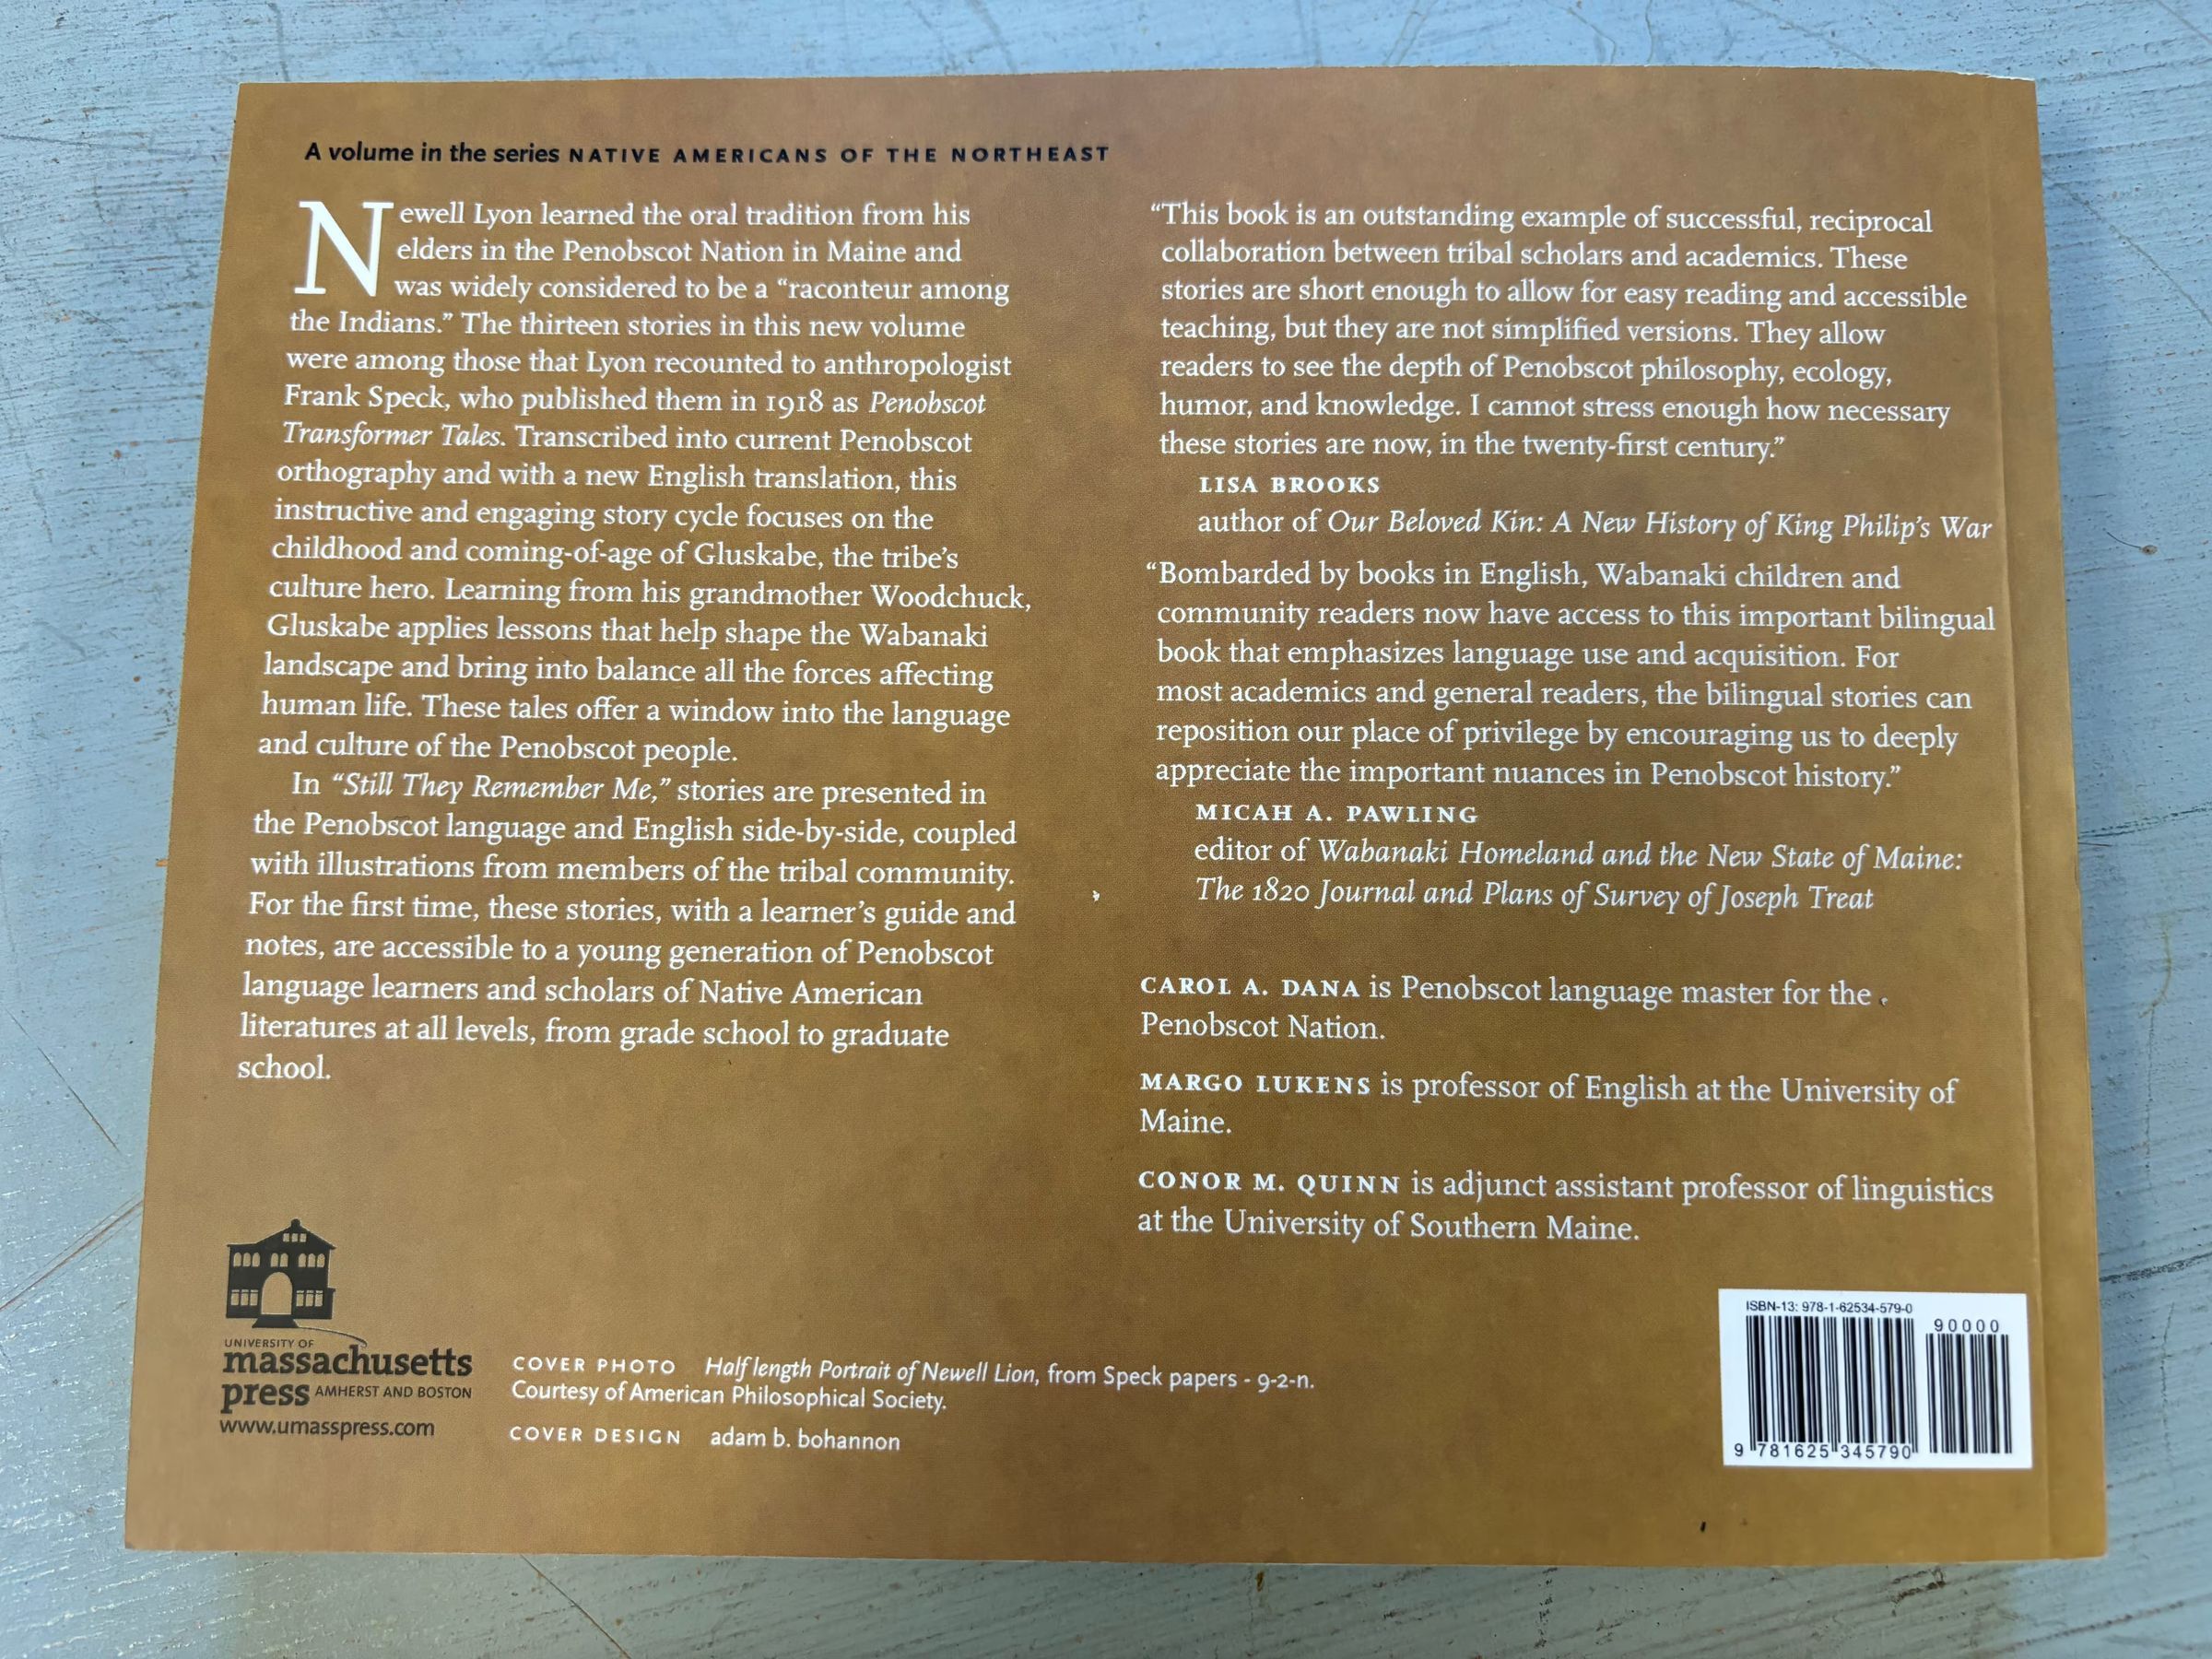 A volume in the series NATIVE AMERICANS OF THE NORTHEAST
Newell Lyon learned the oral tradition from his
elders in the Penobscot Nation in Maine and
was widely considered to be a “raconteur among
the Indians.” The thirteen stories in this new volume
were among those that Lyon recounted to anthropologist
Frank Speck, who published them in 1918 as Penobscot
Transformer Tales. Transcribed into current Penobscot
orthography and with a new English translation, this
instructive and engaging story cycle focuses on the
childhood and coming-of-age of Gluskabe, the tribe’s
culture hero. Learning from his grandmother Woodchuck,
Gluskabe applies lessons that help shape the Wabanaki
landscape and bring into balance all the forces affecting
human life. These tales offer a window into the language
and culture of the Penobscot people.
In “Still They Remember Me,” stories are presented in
the Penobscot language and English side-by-side, coupled
with illustrations from members of the tribal community.
For the first time, these stories, with a learner’s guide and
notes, are accessible to a young generation of Penobscot
language learners and scholars of Native American
literatures at all levels, from grade school to graduate
school.
“This book is an outstanding example of successful, reciprocal
collaboration between tribal scholars and academics. These
stories are short enough to allow for easy reading and accessible
teaching, but they are not simplified versions. They allow
readers to see the depth of Penobscot philosophy, ecology,
humor, and knowledge. I cannot stress enough how necessary
these stories are now, in the twenty-first century.”
LISA BROOKS
author of Our Beloved Kin: A New History of King Philip’s War
“Bombarded by books in English, Wabanaki children and
community readers now have access to this important bilingual
book that emphasizes language use and acquisition. For
most academics and general readers, the bilingual stories can
reposition our place of privilege by encouraging us to deeply
appreciate the important nuances in Penobscot history.”
MICAH A. PAWLING
editor of Wabanaki Homeland and the New State of Maine:
The 1820 Journal and Plans of Survey of Joseph Treat
CAROL A. DANA is Penobscot language master for the
Penobscot Nation.
MARGO LUKENS is professor of English at the University of
Maine.
CONOR M. QUINN is adjunct assistant professor of linguistics
at the University of Southern Maine.
UNIVERSITY OF
massachusetts
press AMHERST AND BOSTON
www.umasspress.com
COVER PHOTO Half length Portrait of Newell Lion, from Speck papers - 9-2-n.
Courtesy of American Philosophical Society.
COVER DESIGN adam b. bohannon
ISBN-13: 978-1-62534-579-0
90000
9 781625 345790